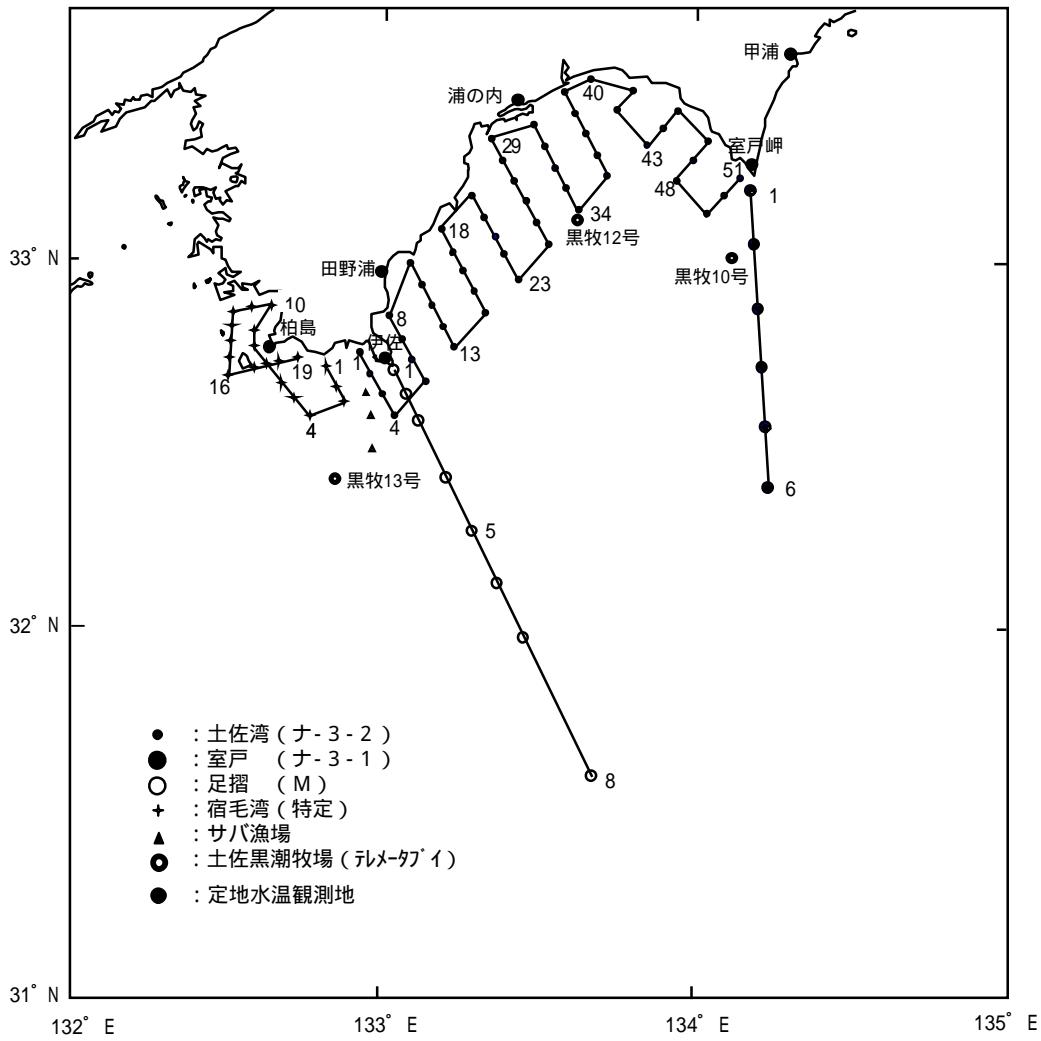 甲浦
浦の内
40
29
43
室戸岬
51
48
1
34
黒牧12号
18
33° N
黒牧10号
田野浦
23
10
8
柏島
伊佐
13
1
1
1
16
19
4
4
黒牧13号
6
5
32° N
8
：土佐湾（ナ-3-2）
：室戸　（ナ-3-1）
：足摺　（M）
：宿毛湾（特定）
：サバ漁場
：土佐黒潮牧場（ﾃﾚﾒｰﾀﾌﾞｲ）
：定地水温観測地
31° N
132° E
133° E
134° E
135° E